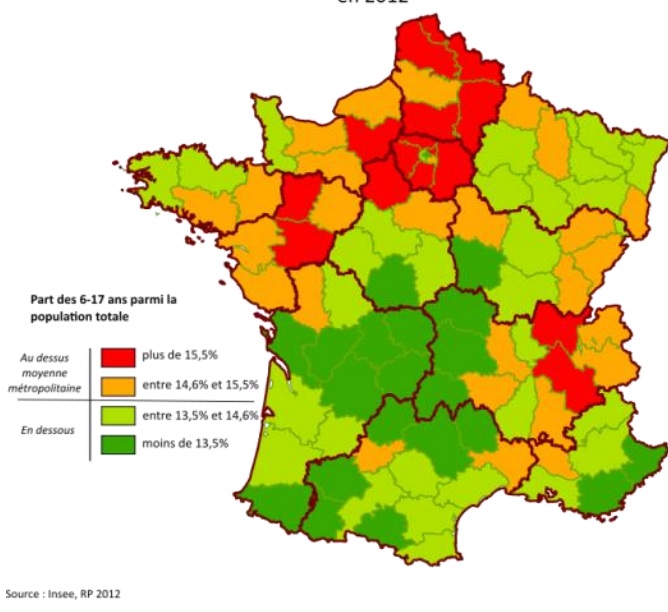 en 2012
Part des 6-17 ans parmi la
population totale
Au dessus
moyenne
métropolitaine
plus de 15,5%
entre 14,6% et 15,5%
En dessous
entre 13,5% et 14,6%
moins de 13,5%
Source : Insee, RP 2012